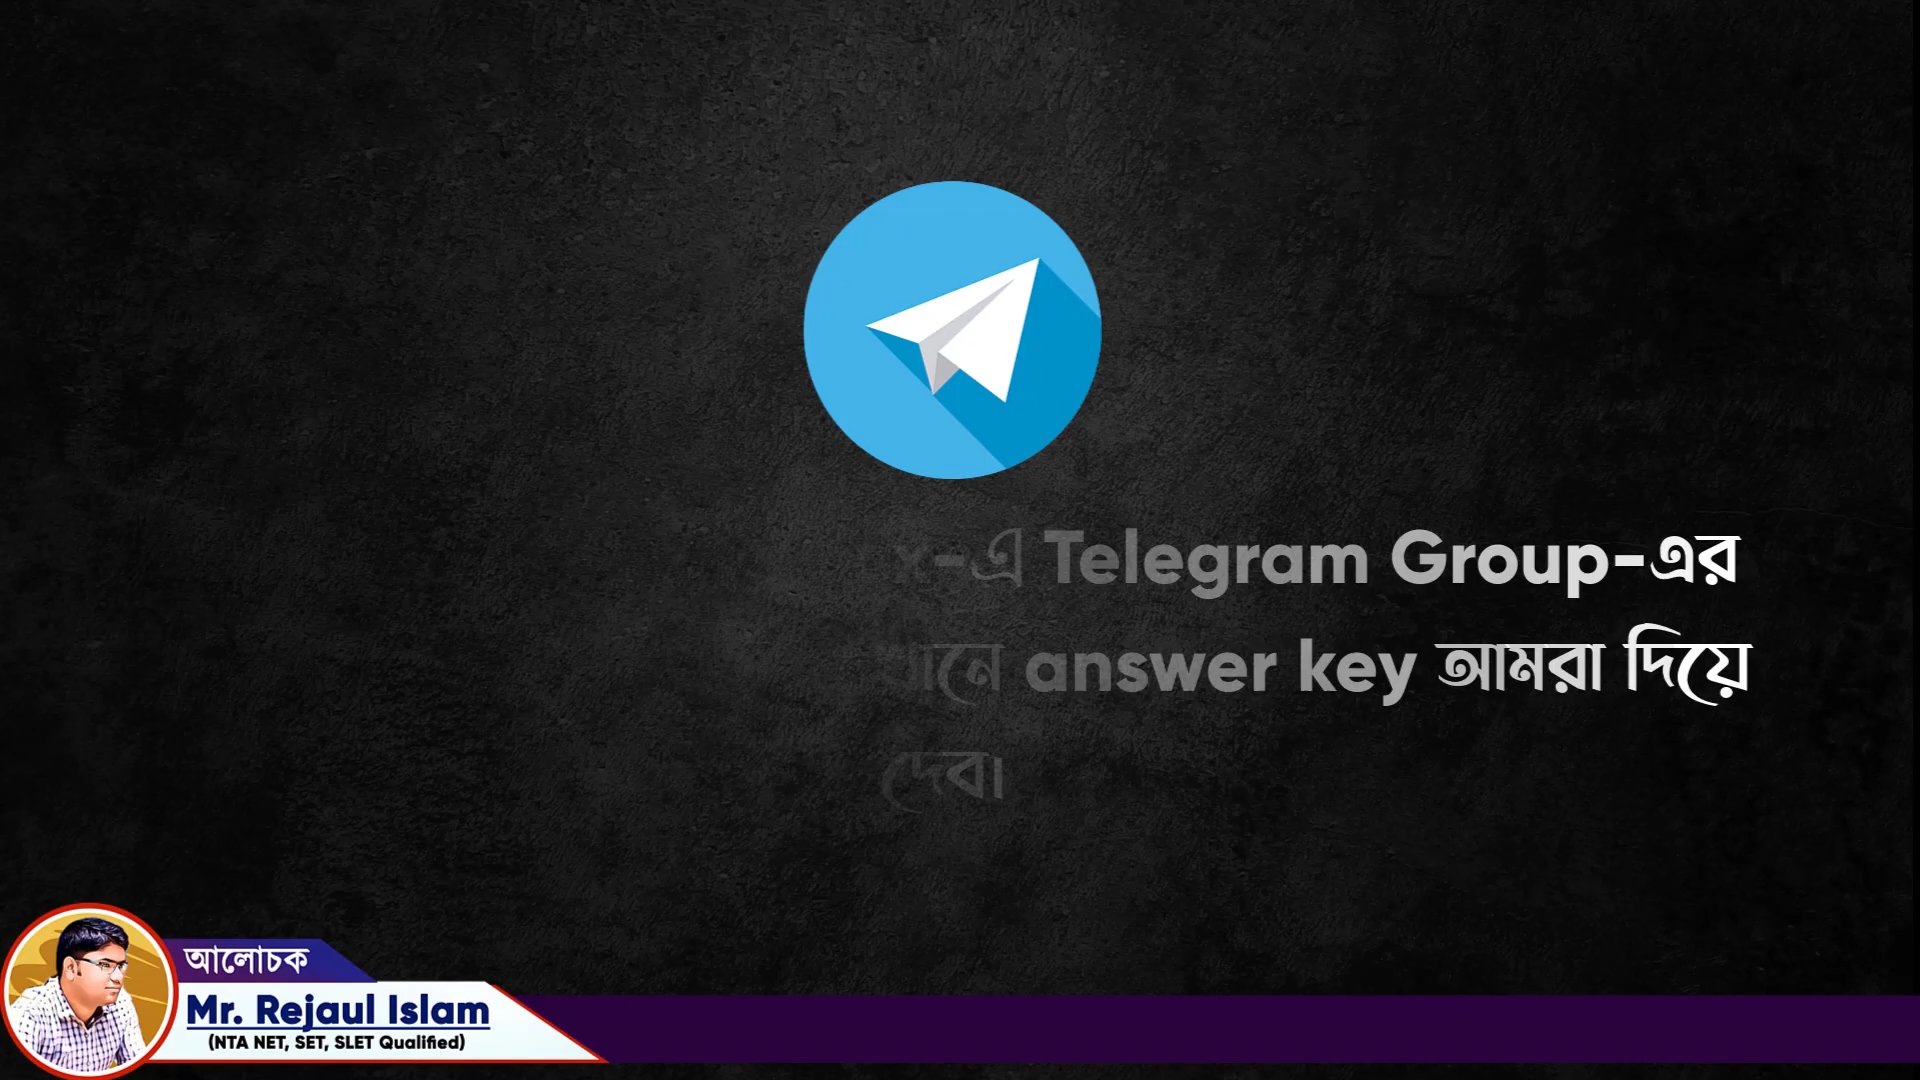 x-এ Telegram Group-এর
খানে answer key আমরা দিয়ে
দেব।
আলোচক
Mr. Rejaul Islam
(NTA NET, SET, SLET Qualified)